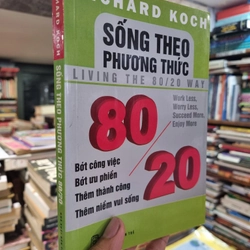 RICHARD KOCH
SỐNG THEO
PHƯƠNG THỨC
LIVING THE 80/20 WAY
Work Less,
Worry Less,
Succeed More,
Enjoy More
80/20
Bớt công việc
Bớt ưu phiền
Thêm thành công
Thêm niềm vui sống
SỐNG THEO PHƯƠNG THỨC 80/20